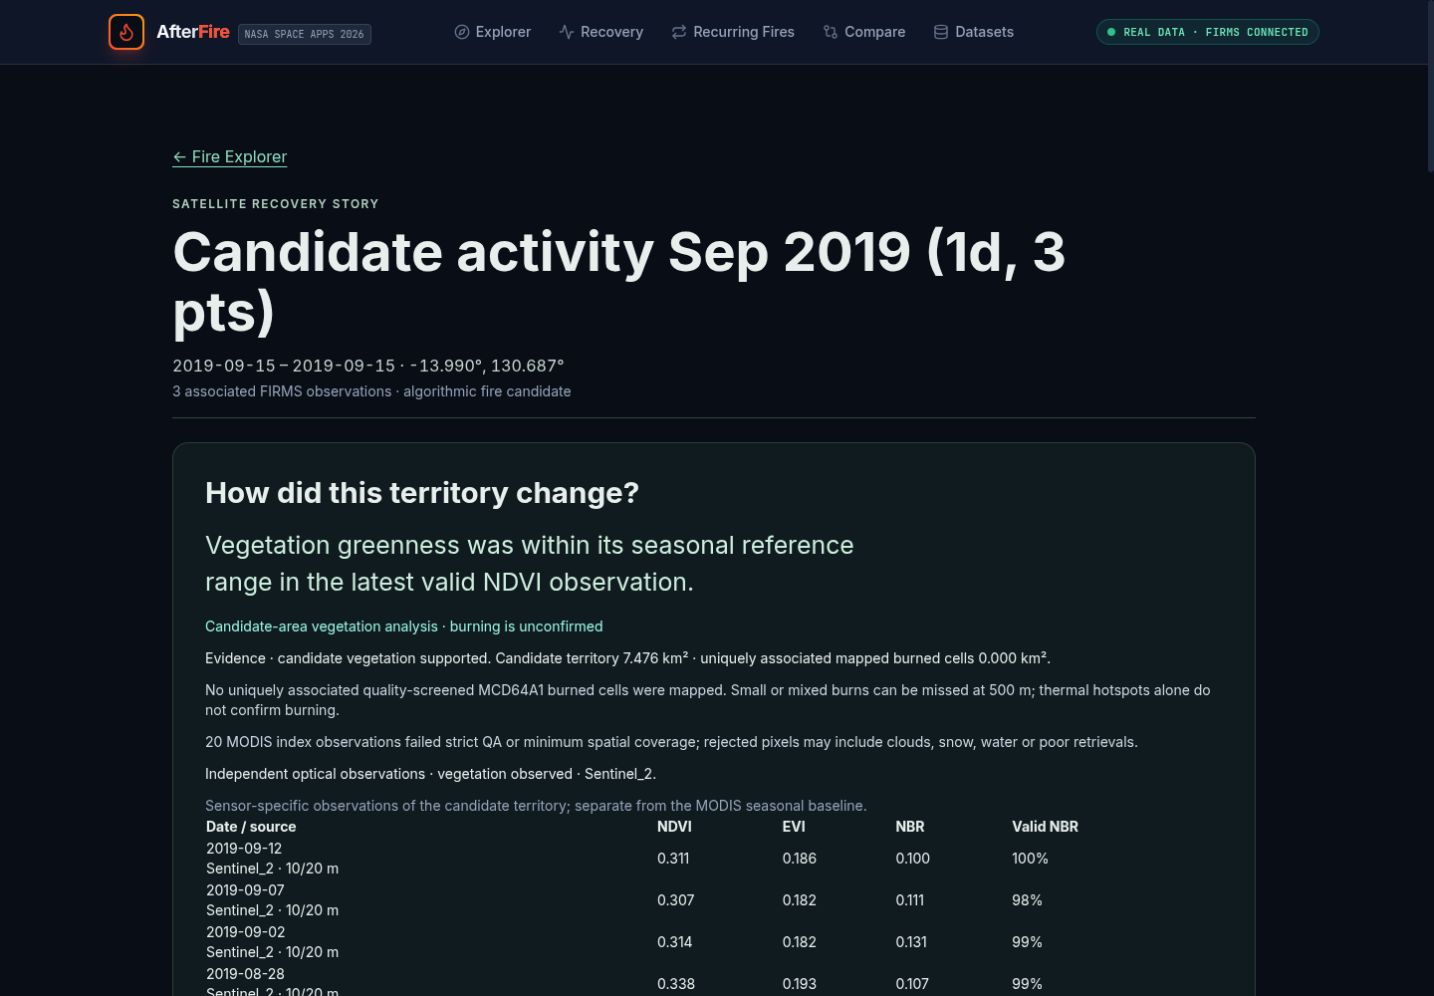 AfterFire NASA SPACE APPS 2026 Explorer Recovery Recurring Fires Compare Datasets REAL DATA · FIRMS CONNECTED
← Fire Explorer
SATELLITE RECOVERY STORY
Candidate activity Sep 2019 (1d, 3
pts)
2019-09-15 – 2019-09-15 · -13.990°, 130.687°
3 associated FIRMS observations · algorithmic fire candidate
How did this territory change?
Vegetation greenness was within its seasonal reference
range in the latest valid NDVI observation.
Candidate-area vegetation analysis · burning is unconfirmed
Evidence · candidate vegetation supported. Candidate territory 7.476 km² · uniquely associated mapped burned cells 0.000 km².
No uniquely associated quality-screened MCD64A1 burned cells were mapped. Small or mixed burns can be missed at 500 m; thermal hotspots alone do
not confirm burning.
20 MODIS index observations failed strict QA or minimum spatial coverage; rejected pixels may include clouds, snow, water or poor retrievals.
Independent optical observations · vegetation observed · Sentinel_2.
Sensor-specific observations of the candidate territory; separate from the MODIS seasonal baseline.
Date / source NDVI EVI NBR Valid NBR
2019-09-12
Sentinel_2 · 10/20 m 0.311 0.186 0.100 100%
2019-09-07
Sentinel_2 · 10/20 m 0.307 0.182 0.111 98%
2019-09-02
Sentinel_2 · 10/20 m 0.314 0.182 0.131 99%
2019-08-28
Sentinel_2 · 10/20 m 0.338 0.193 0.107 99%